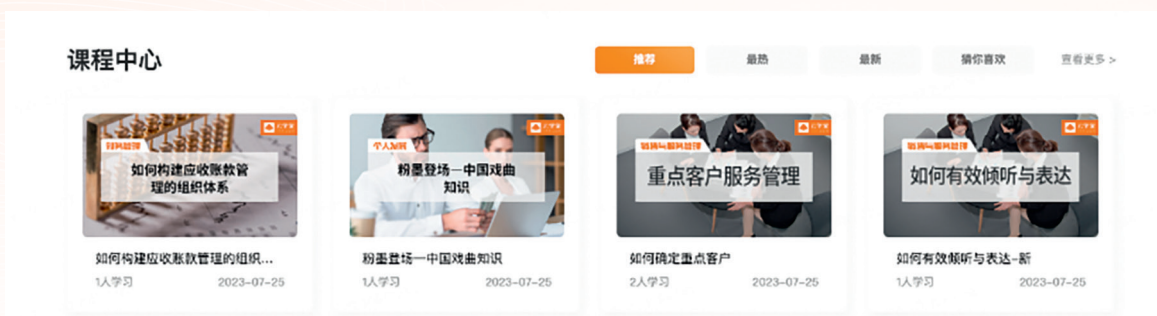 课程中心
推荐
最热
最新
猜你喜欢
查看更多 >
财务管理
如何构建应收账款管
理的组织体系
如何构建应收账款管理的组织...
1人学习
2023-07-25
个人发展
粉墨登场—中国戏曲
知识
粉墨登场—中国戏曲知识
1人学习
2023-07-25
销售与服务管理
重点客户服务管理
如何确定重点客户
2人学习
2023-07-25
销售与服务管理
如何有效倾听与表达
如何有效倾听与表达-新
1人学习
2023-07-25